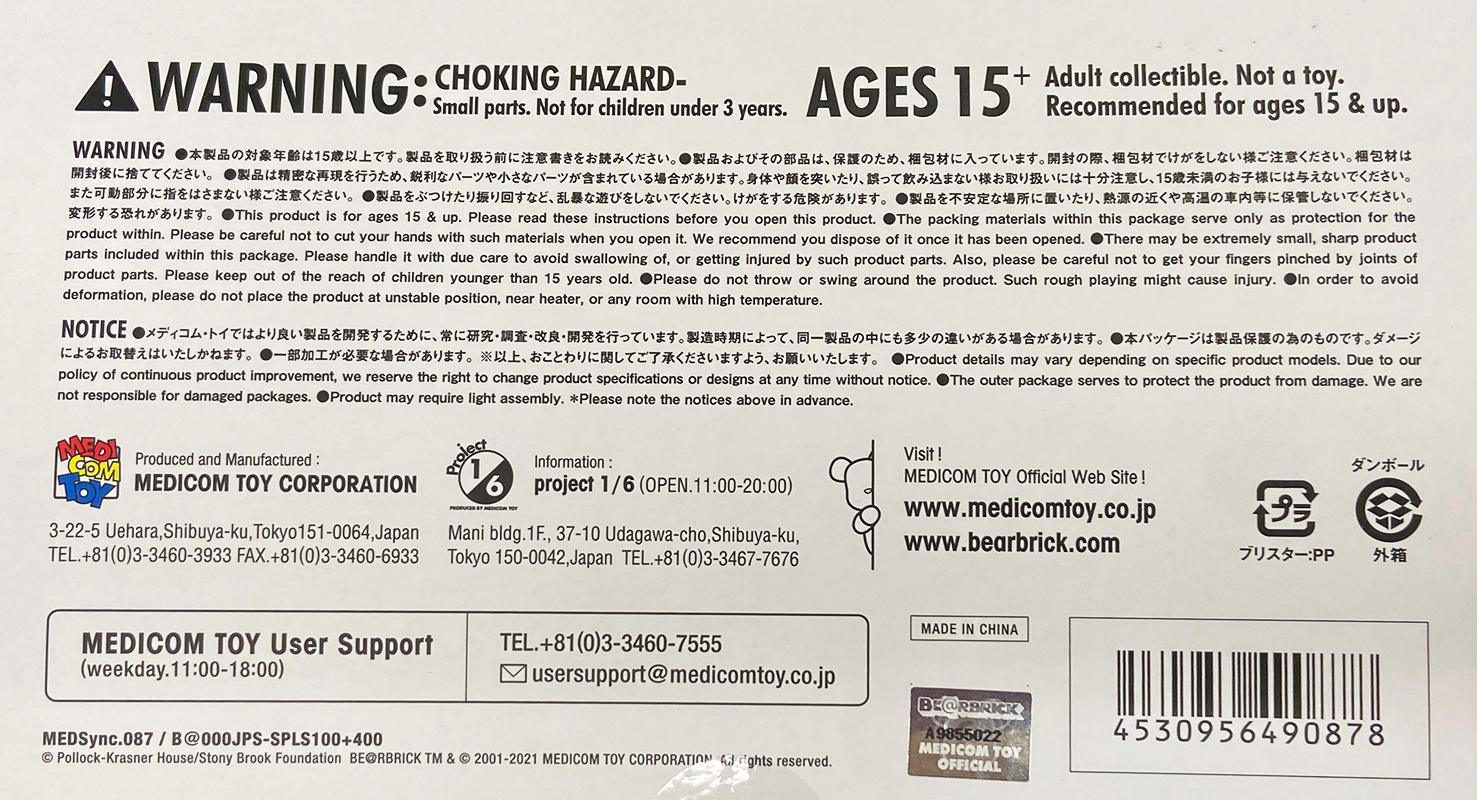 WARNING: CHOKING HAZARD-
Small parts. Not for children under 3 years.
AGES 15+ Adult collectible. Not a toy.
Recommended for ages 15 & up.
WARNING ●本製品の対象年齢は15歳以上です。製品を取り扱う前に注意書きをお読みください。●製品およびその部品は、保護のため、梱包材に入っています。開封の際、梱包材でけがをしない様ご注意ください。梱包材は
開封後に捨ててください。 ●製品は精密な再現を行うため、鋭利なパーツや小さなパーツが含まれている場合があります。身体や顔を突いたり、誤って飲み込まない様お取り扱いには十分注意し、15歳未満のお子様には与えないでください。
また可動部分に指をはさまない様ご注意ください。 ●製品をぶつけたり振り回すなど、乱暴な遊びをしないでください。けがをする危険があります。 ●製品を不安定な場所に置いたり、熱源の近くや高温の車内等に保管しないでください。
変形する恐れがあります。 ●This product is for ages 15 & up. Please read these instructions before you open this product. ●The packing materials within this package serve only as protection for the
product within. Please be careful not to cut your hands with such materials when you open it. We recommend you dispose of it once it has been opened. ●There may be extremely small, sharp product
parts included within this package. Please handle it with due care to avoid swallowing of, or getting injured by such product parts. Also, please be careful not to get your fingers pinched by joints of
product parts. Please keep out of the reach of children younger than 15 years old. ●Please do not throw or swing around the product. Such rough playing might cause injury. ●In order to avoid
deformation, please do not place the product at unstable position, near heater, or any room with high temperature.
NOTICE ●メディコム・トイではより良い製品を開発するために、常に研究・調査・改良・開発を行っています。製造時期によって、同一製品の中にも多少の違いがある場合があります。 ●本パッケージは製品保護の為のものです。ダメージ
によるお取替えはいたしかねます。 ●一部加工が必要な場合があります。 ※以上、おことわりに関してご了承くださいますよう、お願いいたします。 ●Product details may vary depending on specific product models. Due to our
policy of continuous product improvement, we reserve the right to change product specifications or designs at any time without notice. ●The outer package serves to protect the product from damage. We are
not responsible for damaged packages. ●Product may require light assembly. *Please note the notices above in advance.
MEDI
COM
TOY
Produced and Manufactured :
MEDICOM TOY CORPORATION
3-22-5 Uehara,Shibuya-ku,Tokyo151-0064,Japan
TEL.+81(0)3-3460-3933 FAX.+81(0)3-3460-6933
Project
1/6
PRODUCED BY MEDICOM TOY
Information :
project 1/6 (OPEN.11:00-20:00)
Mani bldg.1F., 37-10 Udagawa-cho,Shibuya-ku,
Tokyo 150-0042,Japan TEL.+81(0)3-3467-7676
Visit !
MEDICOM TOY Official Web Site !
www.medicomtoy.co.jp
www.bearbrick.com
プラ
ブリスター:PP
ダンボール
外箱
MEDICOM TOY User Support
(weekday.11:00-18:00)
TEL.+81(0)3-3460-7555
usersupport@medicomtoy.co.jp
MADE IN CHINA
BE@RBRICK
A9855022
MEDICOM TOY
OFFICIAL
4530956490878
MEDSync.087 / B@000JPS-SPLS100+400
© Pollock-Krasner House/Stony Brook Foundation BE@RBRICK TM & © 2001-2021 MEDICOM TOY CORPORATION. All rights reserved.